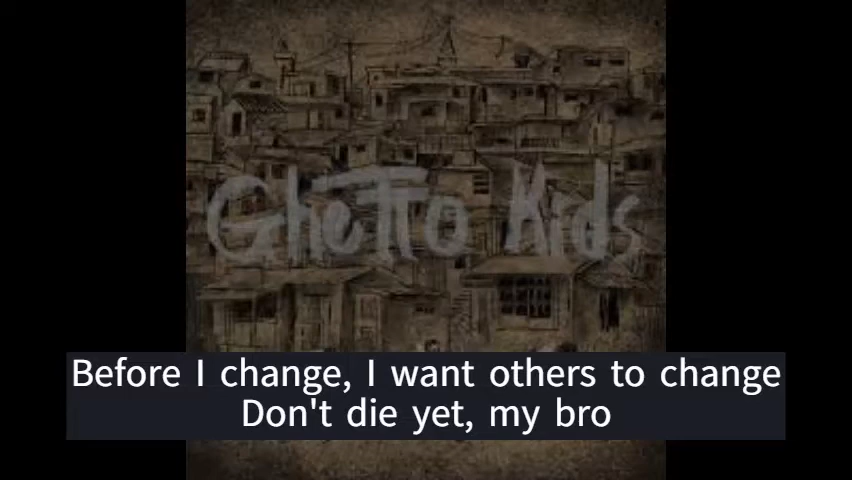 Ghetto Kids
Before I change, I want others to change
Don't die yet, my bro